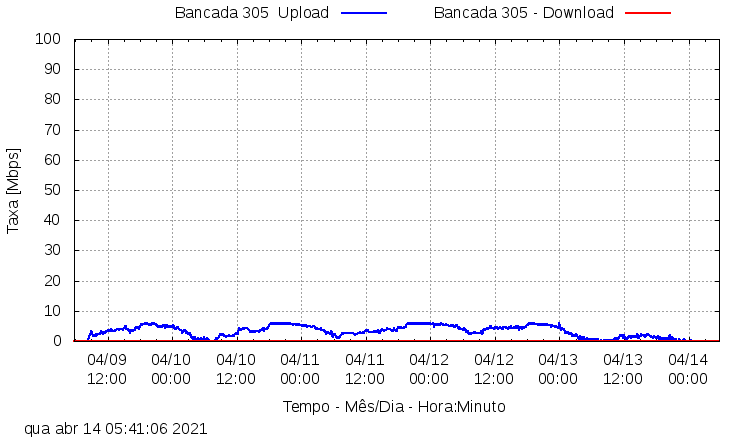 Bancada 305  Upload
Bancada 305 - Download
100
90
80
70
60
50
40
30
20
10
0
Taxa [Mbps]
04/09 04/10 04/10 04/11 04/11 04/12 04/12 04/13 04/13 04/14
12:00 00:00 12:00 00:00 12:00 00:00 12:00 00:00 12:00 00:00
Tempo - Mês/Dia - Hora:Minuto
qua abr 14 05:41:06 2021